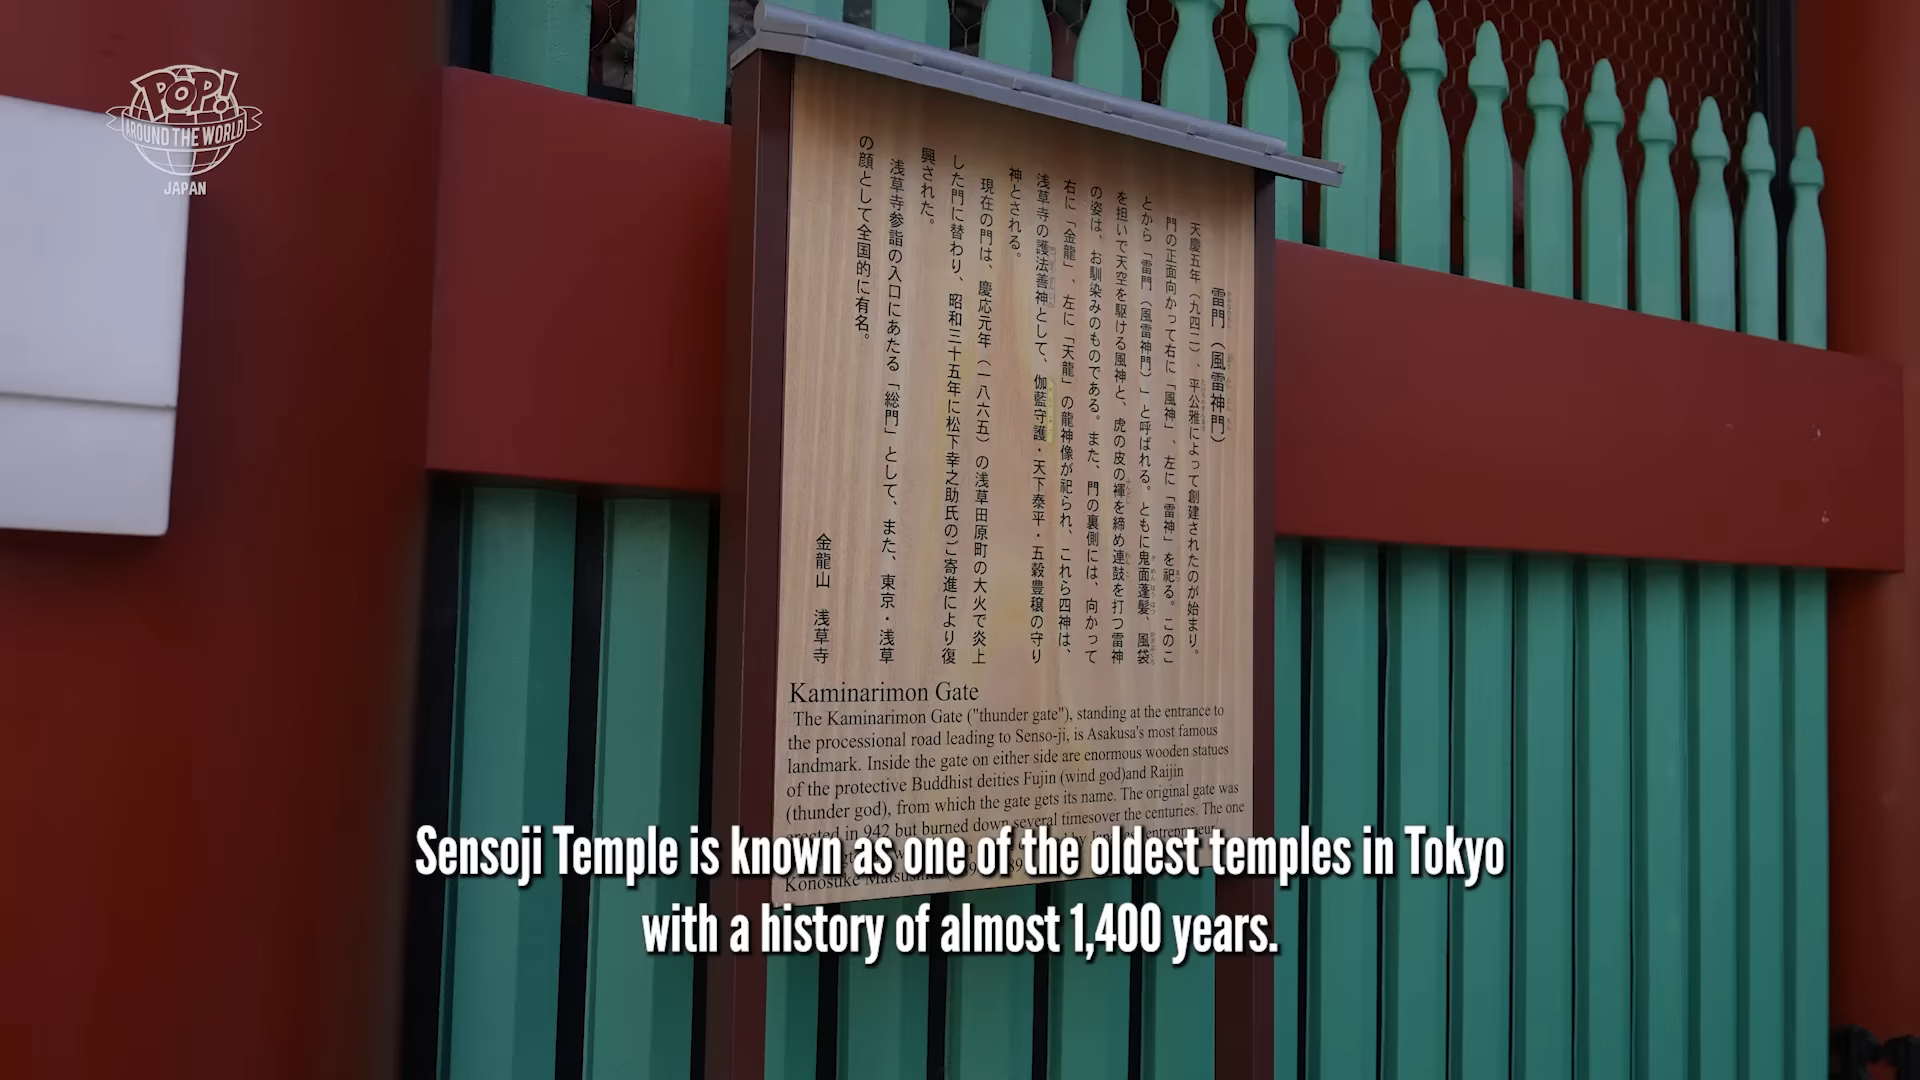 POP!
AROUND THE WORLD
JAPAN
雷門（風雷神門）
天慶五年（九四二）、平公雅によって創建されたのが始まり。
門の正面向かって右に「風神」、左に「雷神」を祀る。このこ
とから「雷門（風雷神門）」と呼ばれる。ともに鬼面蓬髪、風袋
を担いで天空を駆ける風神と、虎の皮の褌を締め連鼓を打つ雷神
の姿は、お馴染みのものである。また、門の裏側には、向かって
右に「金龍」、左に「天龍」の龍神像が祀られ、これら四神は、
浅草寺の護法善神として、伽藍守護・天下泰平・五穀豊穣の守り
神とされる。
現在の門は、慶応元年（一八六五）の浅草田原町の大火で炎上
した門に替わり、昭和三十五年に松下幸之助氏のご寄進により復
興された。
浅草寺参詣の入口にあたる「総門」として、また、東京・浅草
の顔として全国的に有名。
金龍山　浅草寺
Kaminarimon Gate
The Kaminarimon Gate ("thunder gate"), standing at the entrance to
the processional road leading to Senso-ji, is Asakusa's most famous
landmark. Inside the gate on either side are enormous wooden statues
of the protective Buddhist deities Fujin (wind god)and Raijin
(thunder god), from which the gate gets its name. The original gate was
erected in 942 but burned down several timesover the centuries. The one
by entrepreneur
Konosuke Matsushita
Sensoji Temple is known as one of the oldest temples in Tokyo
with a history of almost 1,400 years.